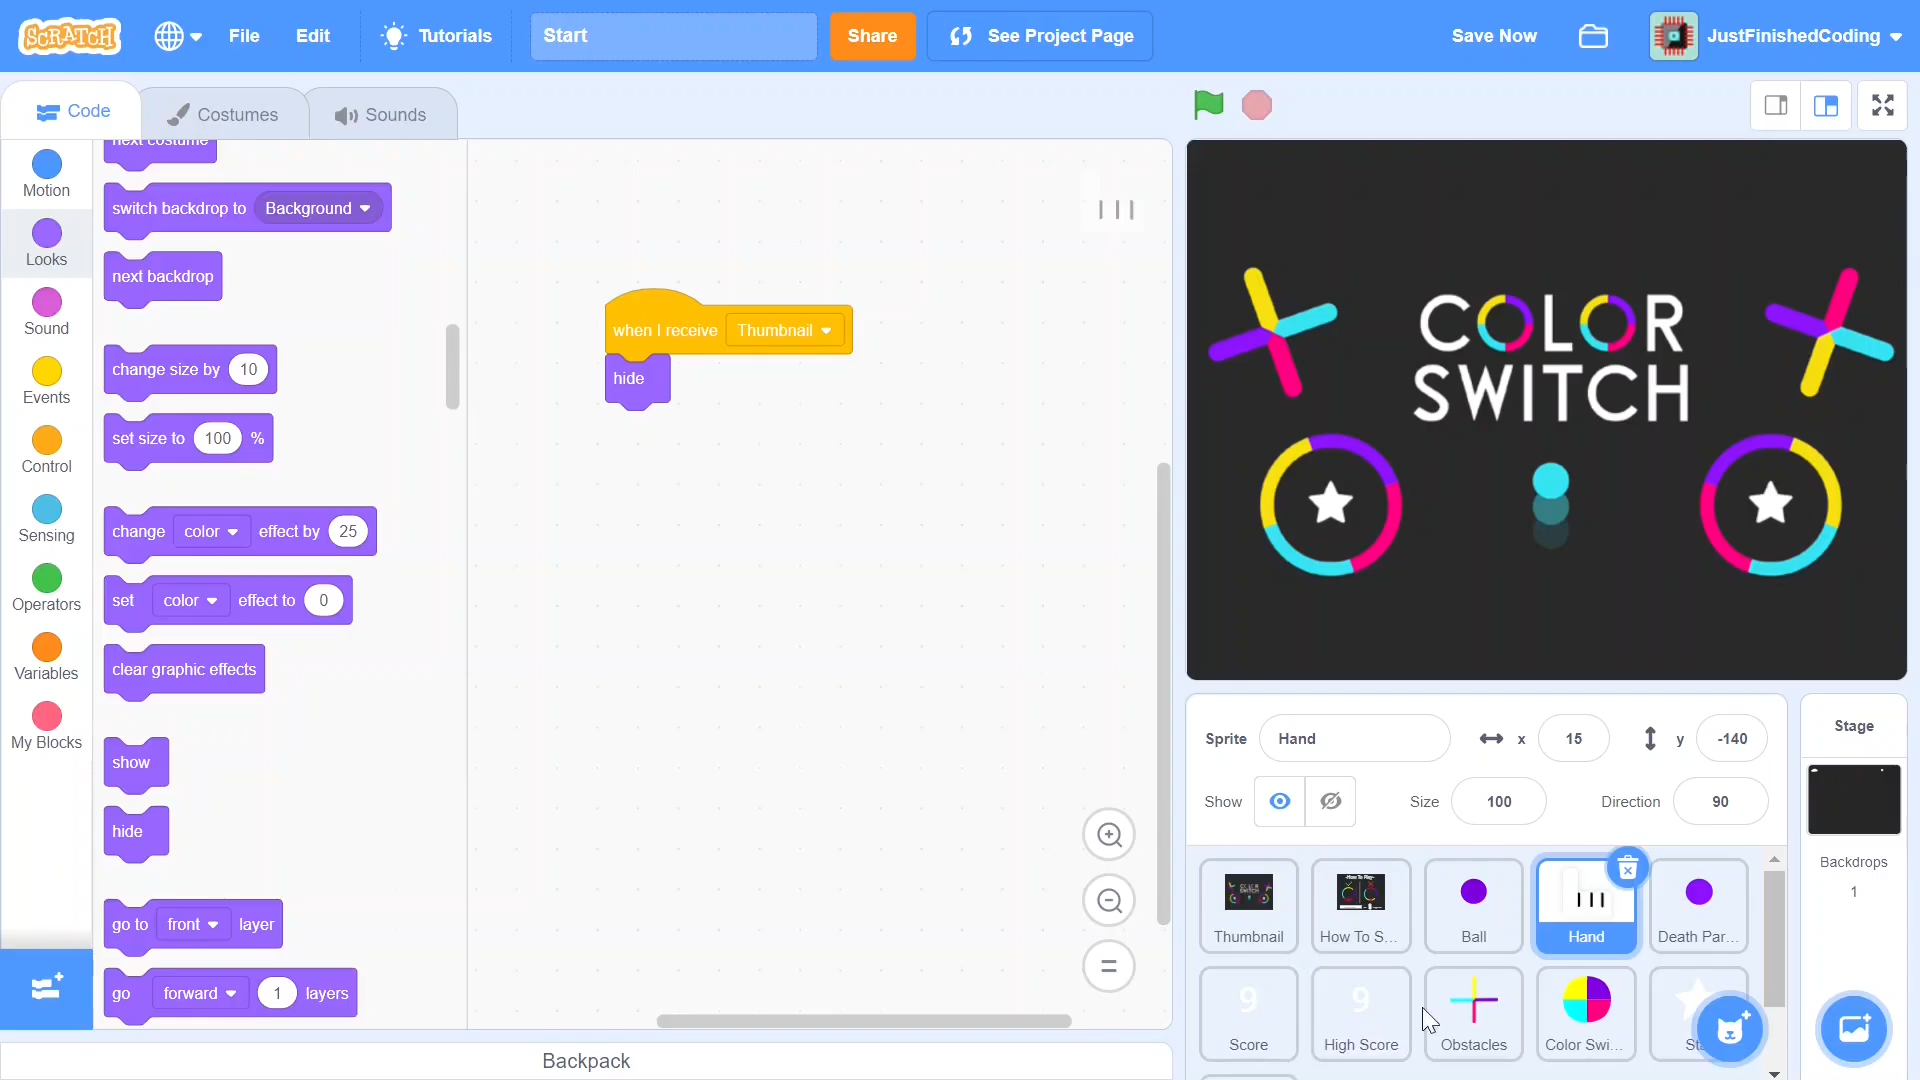 SCRATCH
File
Edit
Tutorials
Start
Share
See Project Page
Save Now
JustFinishedCoding
Code
Costumes
Sounds
Motion
Looks
Sound
Events
Control
Sensing
Operators
Variables
My Blocks
next costume
switch backdrop to Background
next backdrop
change size by 10
set size to 100 %
change color effect by 25
set color effect to 0
clear graphic effects
show
hide
go to front layer
go forward 1 layers
when I receive Thumbnail
hide
Backpack
COLOR
SWITCH
Sprite Hand x 15 y -140
Show Size 100 Direction 90
Thumbnail
How To S...
Ball
Hand
Death Par...
9
Score
9
High Score
Obstacles
Color Swi...
Stage
Backdrops
1